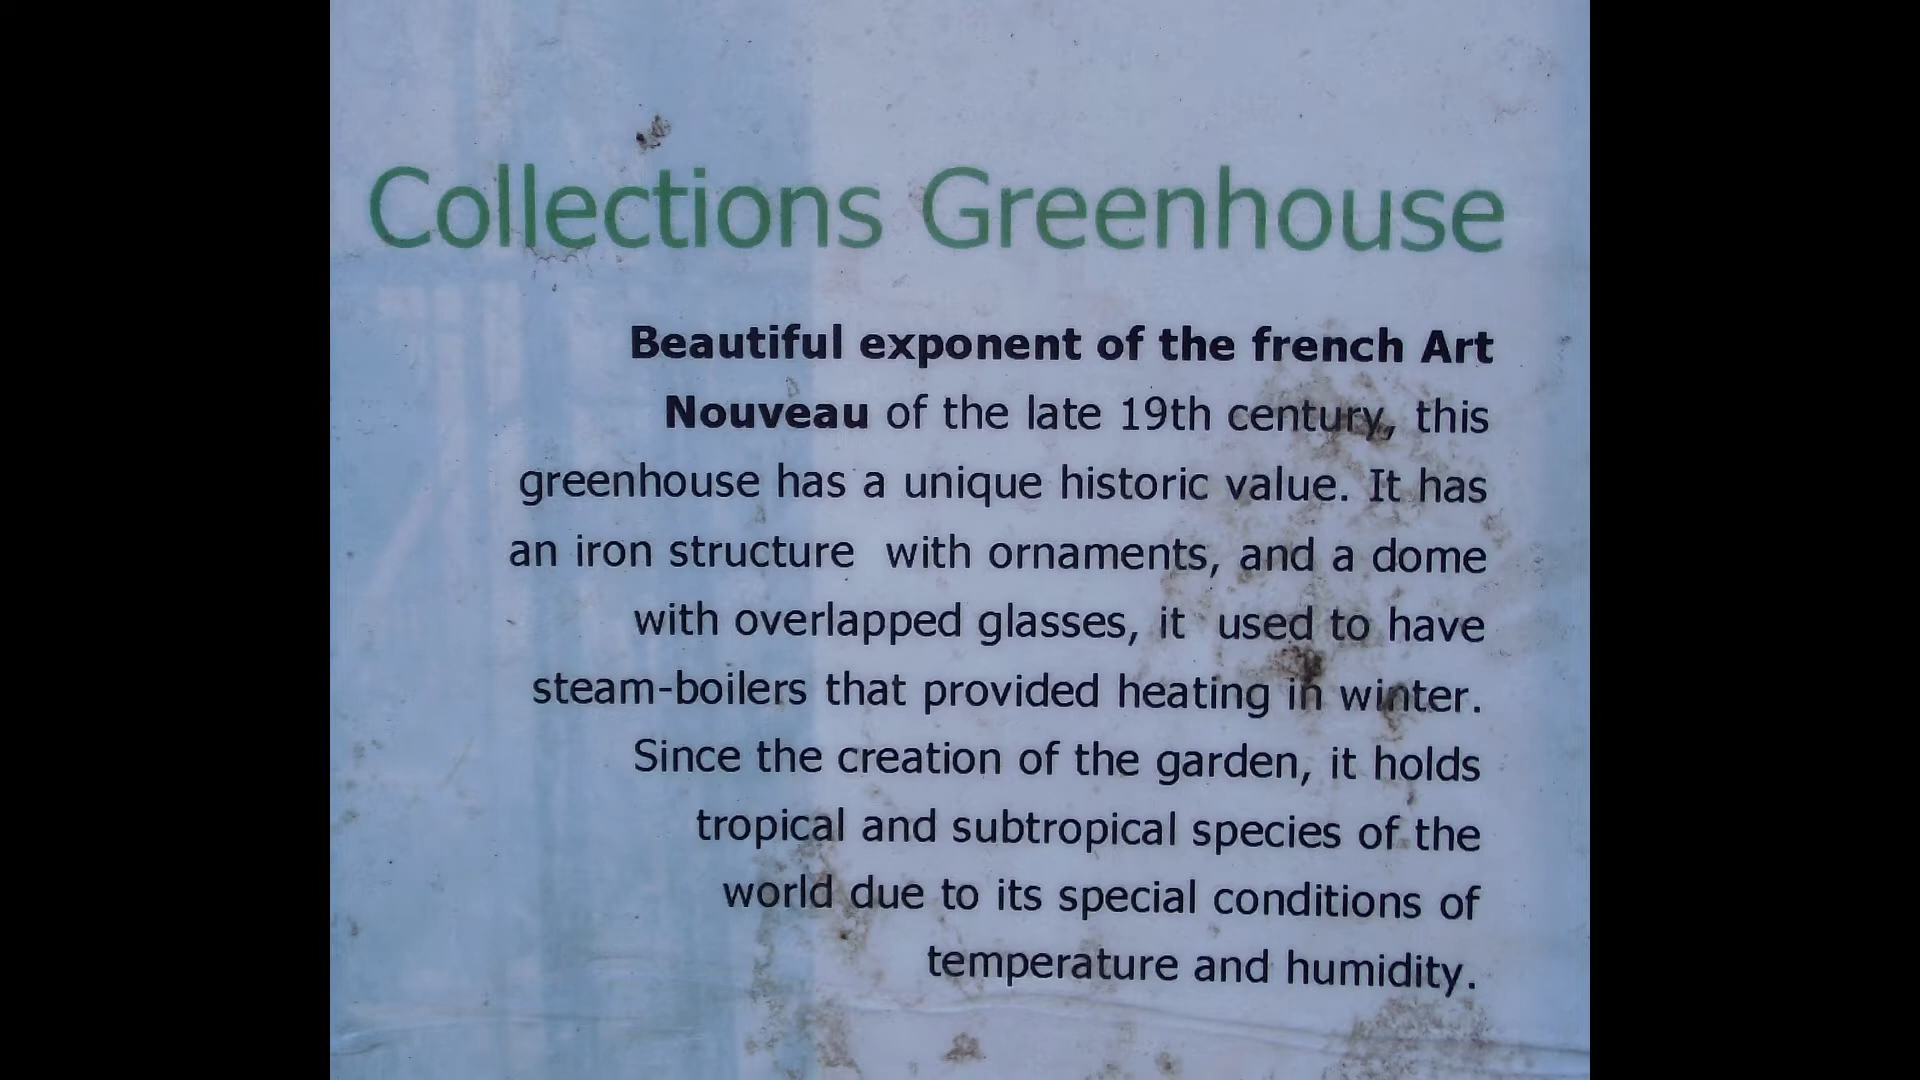 Collections Greenhouse
Beautiful exponent of the french Art
Nouveau of the late 19th century, this
greenhouse has a unique historic value. It has
an iron structure  with ornaments, and a dome
with overlapped glasses, it  used to have
steam-boilers that provided heating in winter.
Since the creation of the garden, it holds
tropical and subtropical species of the
world due to its special conditions of
temperature and humidity.